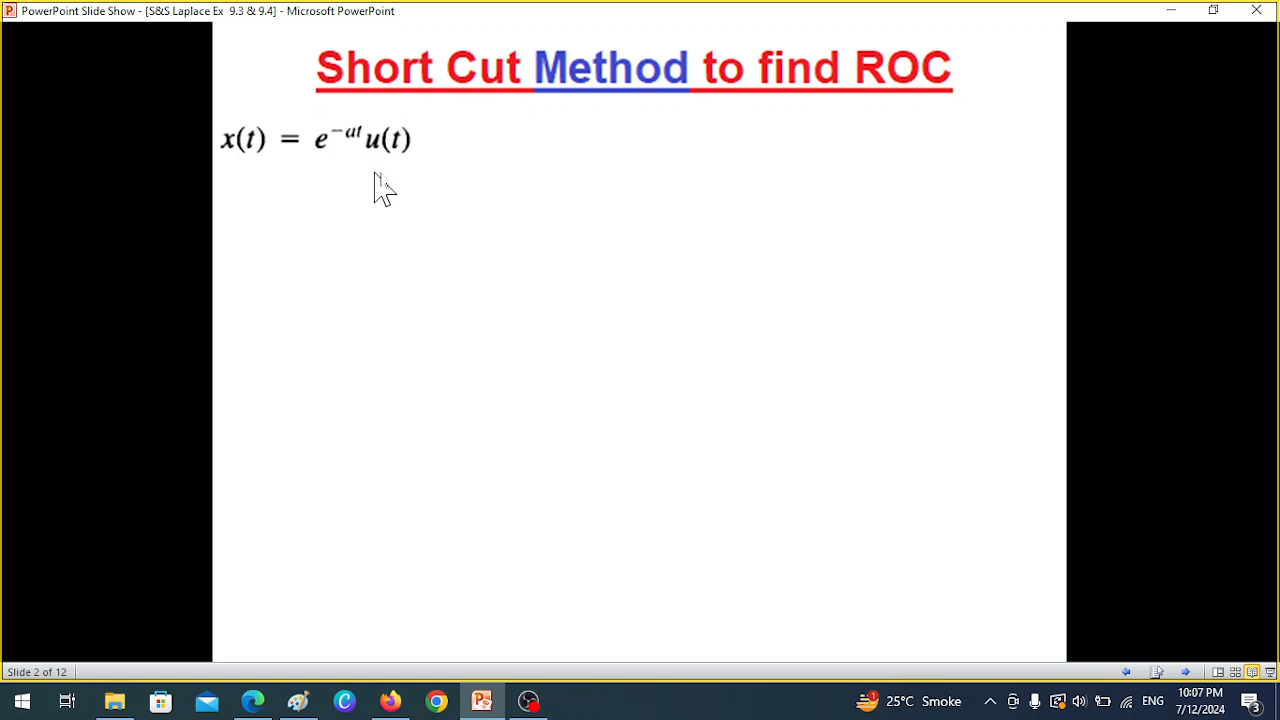 PowerPoint Slide Show - [S&S Laplace Ex 9.3 & 9.4] - Microsoft PowerPoint
Short Cut Method to find ROC
x(t) = e^{-at}u(t)
Slide 2 of 12
25°C Smoke
ENG
10:07 PM
7/12/2024